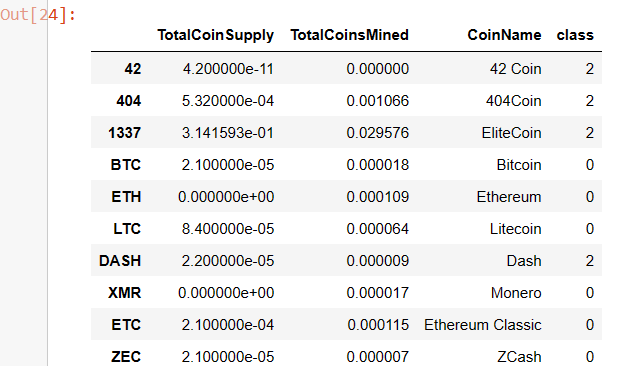 Out[24]:
TotalCoinSupply TotalCoinsMined CoinName class
42 4.200000e-11 0.000000 42 Coin 2
404 5.320000e-04 0.001066 404Coin 2
1337 3.141593e-01 0.029576 EliteCoin 2
BTC 2.100000e-05 0.000018 Bitcoin 0
ETH 0.000000e+00 0.000109 Ethereum 0
LTC 8.400000e-05 0.000064 Litecoin 0
DASH 2.200000e-05 0.000009 Dash 2
XMR 0.000000e+00 0.000017 Monero 0
ETC 2.100000e-04 0.000115 Ethereum Classic 0
ZEC 2.100000e-05 0.000007 ZCash 0